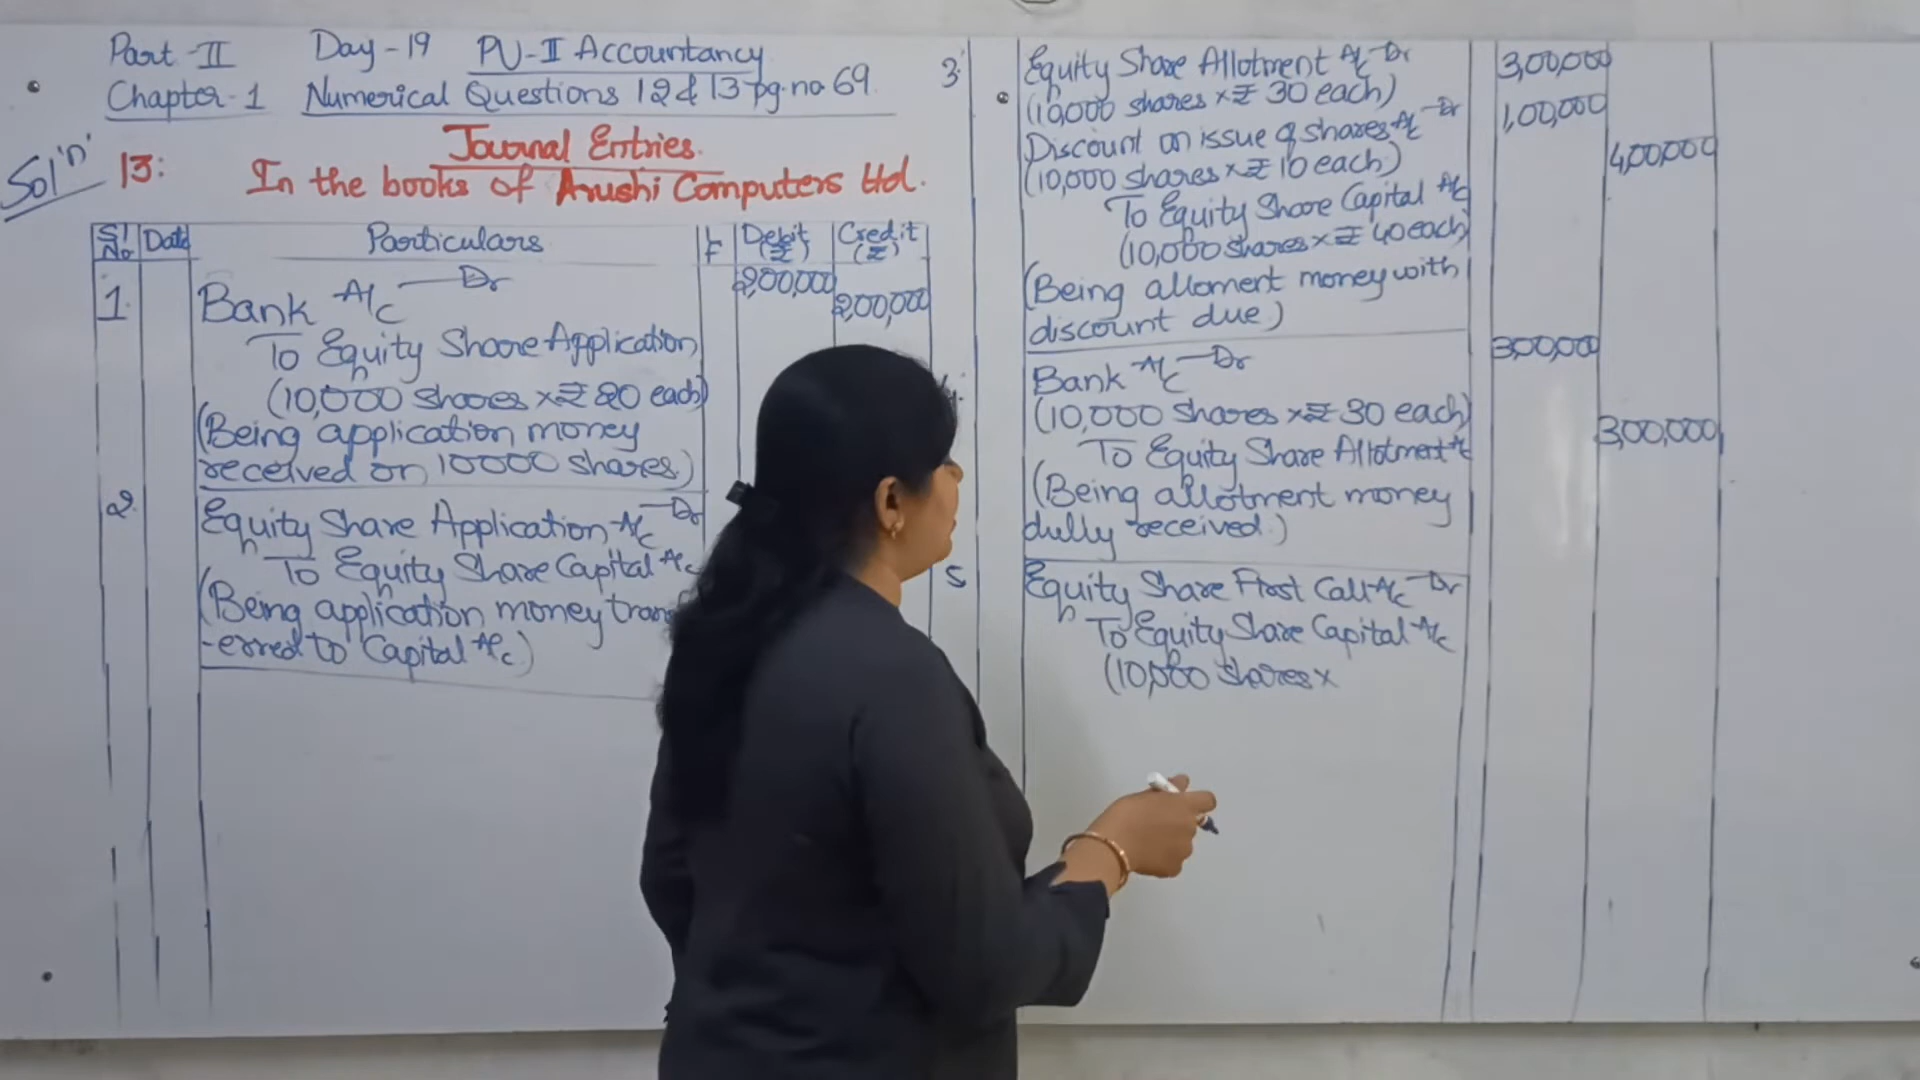 Part-II Day-19 PU-II Accountancy
Chapter-1 Numerical Questions 12 & 13 pg.no 69.
Sol'n' 13: Journal Entries.
In the books of Arushi Computers Ltd.
Sl No Date Particulars LF Debit (₹) Credit (₹)
1. Bank A/c Dr 2,00,000
To Equity Share Application 2,00,000
(10,000 shares x ₹ 20 each)
(Being application money
received on 10000 shares.)
2. Equity Share Application A/c Dr
To Equity Share Capital A/c
(Being application money
-erred to Capital A/c)
3. Equity Share Allotment A/c Dr 3,00,000
(10,000 shares x ₹ 30 each)
Discount on issue of shares A/c Dr 1,00,000
(10,000 shares x ₹ 10 each)
To Equity Share Capital A/c 4,00,000
(10,000 shares x ₹ 40 each
(Being alloment money with
discount due)
Bank A/c Dr 3,00,000
(10,000 shares x ₹ 30 each)
To Equity Share Allotment A/c 3,00,000
(Being allotment money
dully received.)
5 Equity Share First Call A/c Dr
To Equity Share Capital A/c
(10,000 shares x